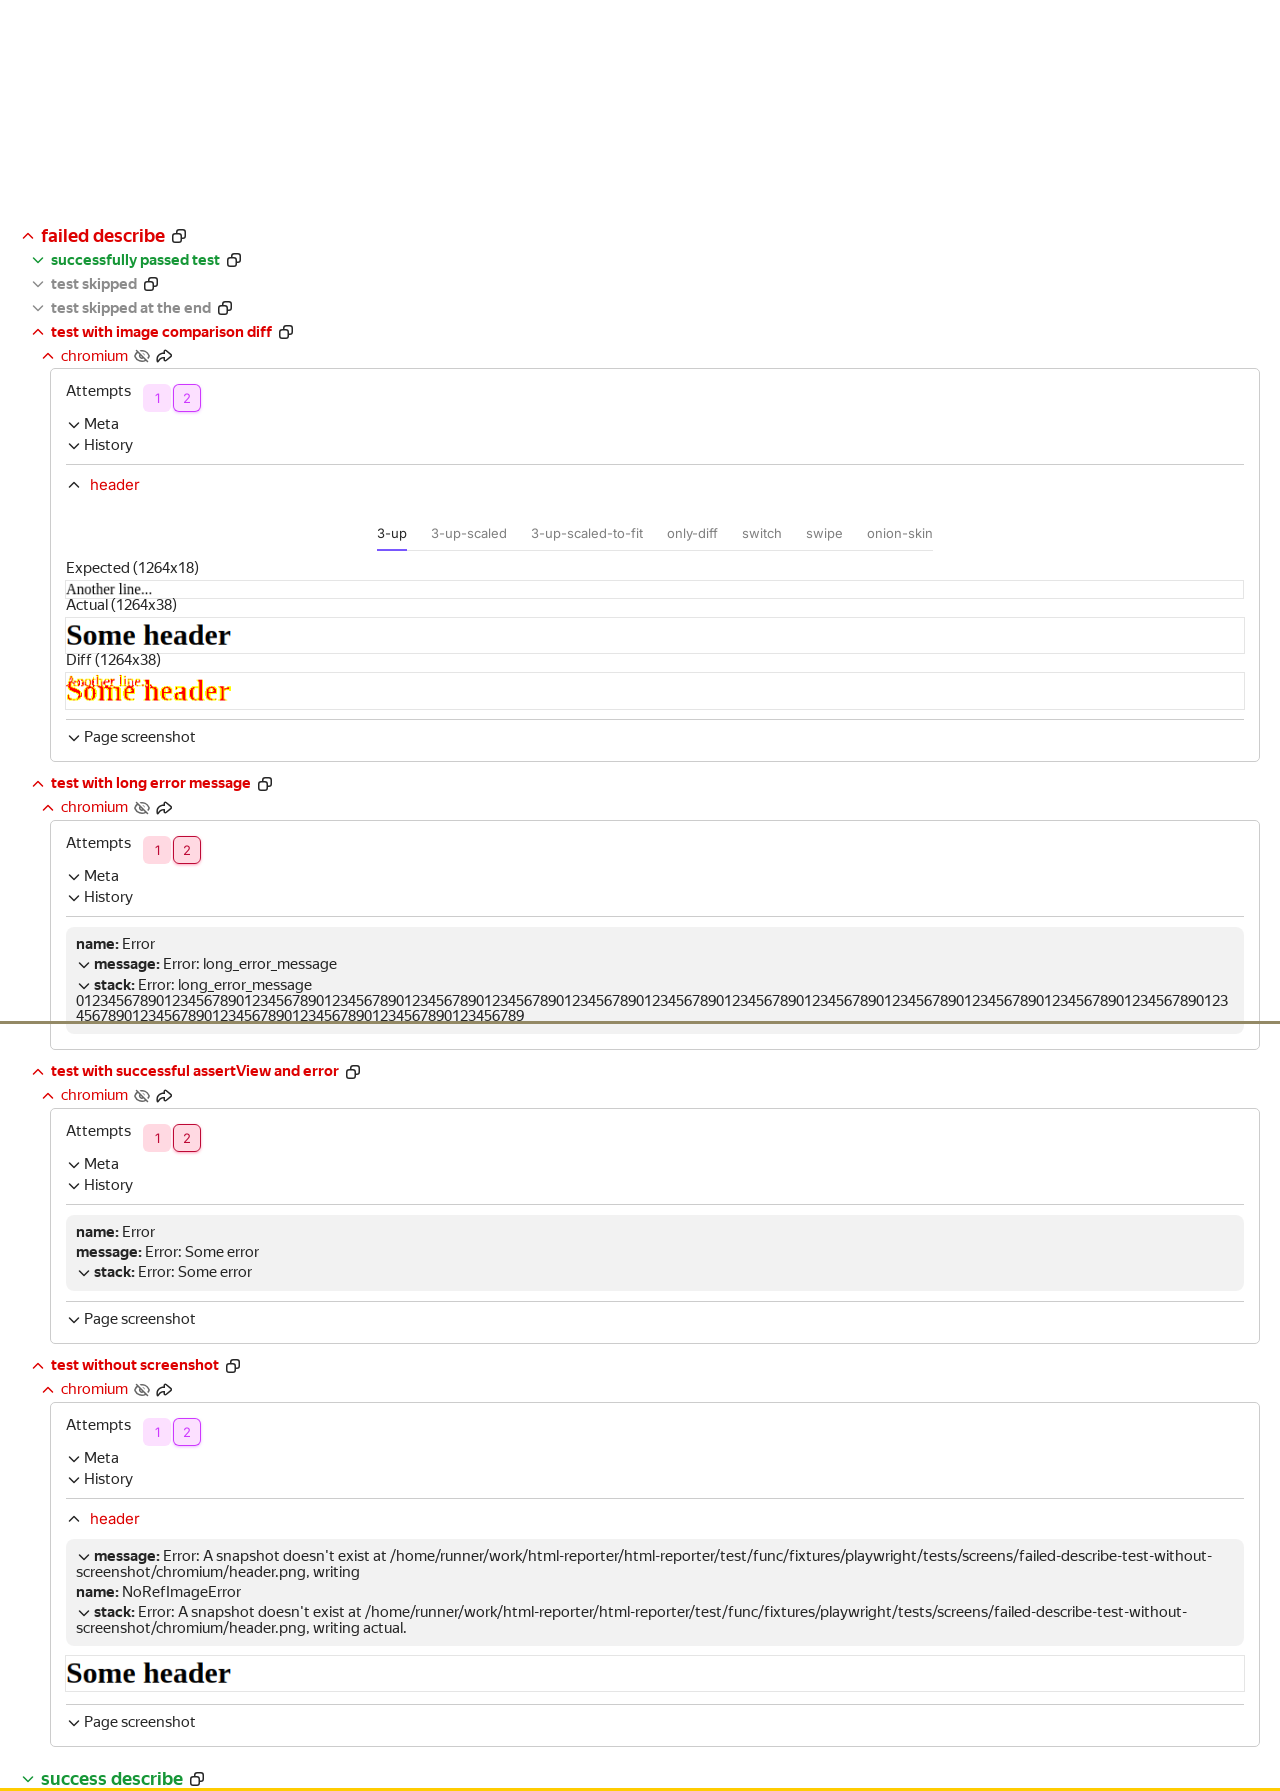 failed describe
successfully passed test
test skipped
test skipped at the end
test with image comparison diff
chromium
Attempts 1 2
Meta
History
header
3-up 3-up-scaled 3-up-scaled-to-fit only-diff switch swipe onion-skin
Expected (1264x18)
Another line...
Actual (1264x38)
Some header
Diff (1264x38)
Another line...
Some header
Page screenshot
test with long error message
chromium
Attempts 1 2
Meta
History
name: Error
message: Error: long_error_message
stack: Error: long_error_message
012345678901234567890123456789012345678901234567890123456789012345678901234567890123456789012345678901234567890123456789012345678901234567890123
45678901234567890123456789012345678901234567890123456789
test with successful assertView and error
chromium
Attempts 1 2
Meta
History
name: Error
message: Error: Some error
stack: Error: Some error
Page screenshot
test without screenshot
chromium
Attempts 1 2
Meta
History
header
message: Error: A snapshot doesn't exist at /home/runner/work/html-reporter/html-reporter/test/func/fixtures/playwright/tests/screens/failed-describe-test-without-
screenshot/chromium/header.png, writing
name: NoRefImageError
stack: Error: A snapshot doesn't exist at /home/runner/work/html-reporter/html-reporter/test/func/fixtures/playwright/tests/screens/failed-describe-test-without-
screenshot/chromium/header.png, writing actual.
Some header
Page screenshot
success describe